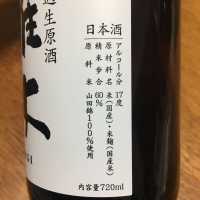 日本酒
アルコール分 17度
原材料名 米(国産)・米麹(国産米)
精米歩合 60%
原料米 山田錦100%使用
内容量720ml
生原酒